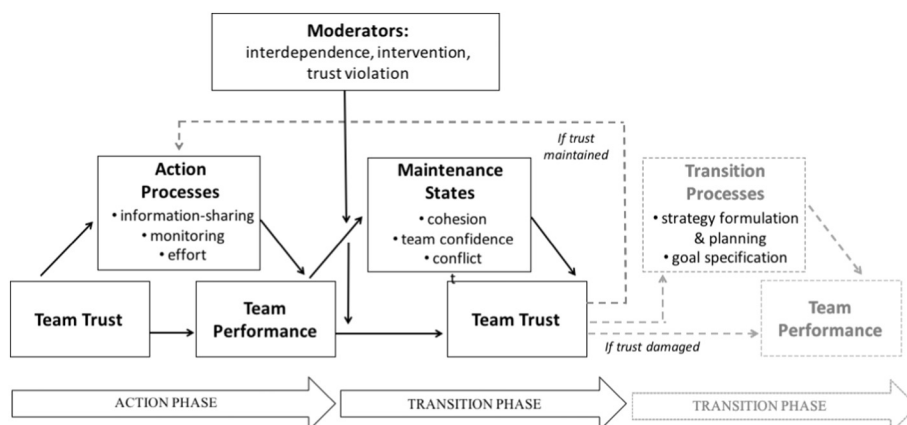 Moderators:
interdependence, intervention,
trust violation
If trust
maintained
Action
Processes
• information-sharing
• monitoring
• effort
Maintenance
States
• cohesion
• team confidence
• conflict
t
Transition
Processes
• strategy formulation
& planning
• goal specification
Team Trust
Team
Performance
Team Trust
Team
Performance
If trust damaged
ACTION PHASE
TRANSITION PHASE
TRANSITION PHASE